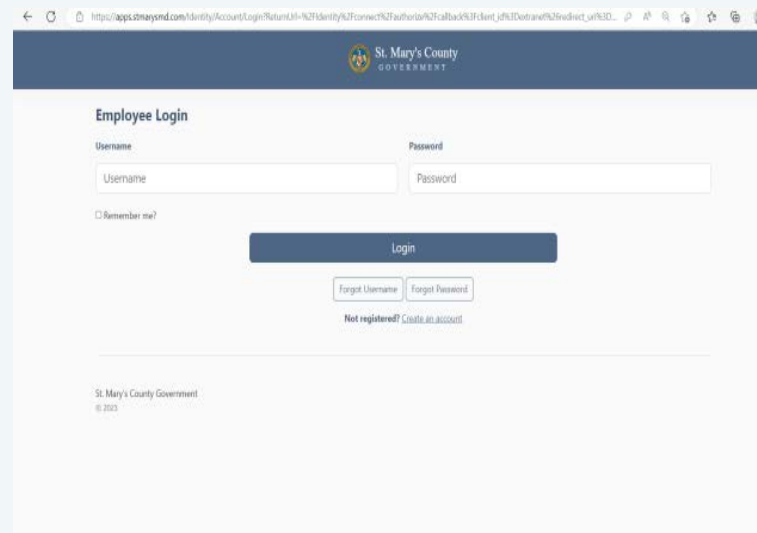 https://apps.stmarysmd.com/Identity/Account/Login?ReturnUrl=%2FIdentity%2Fconnect%2Fauthorize%2Fcallback%3Fclient_id%3Dextranet%26redirect_uri%3D...
St. Mary's County
GOVERNMENT
Employee Login
Username Password
Username Password
Remember me?
Login
Forgot Username Forgot Password
Not registered? Create an account
St. Mary's County Government
© 2023